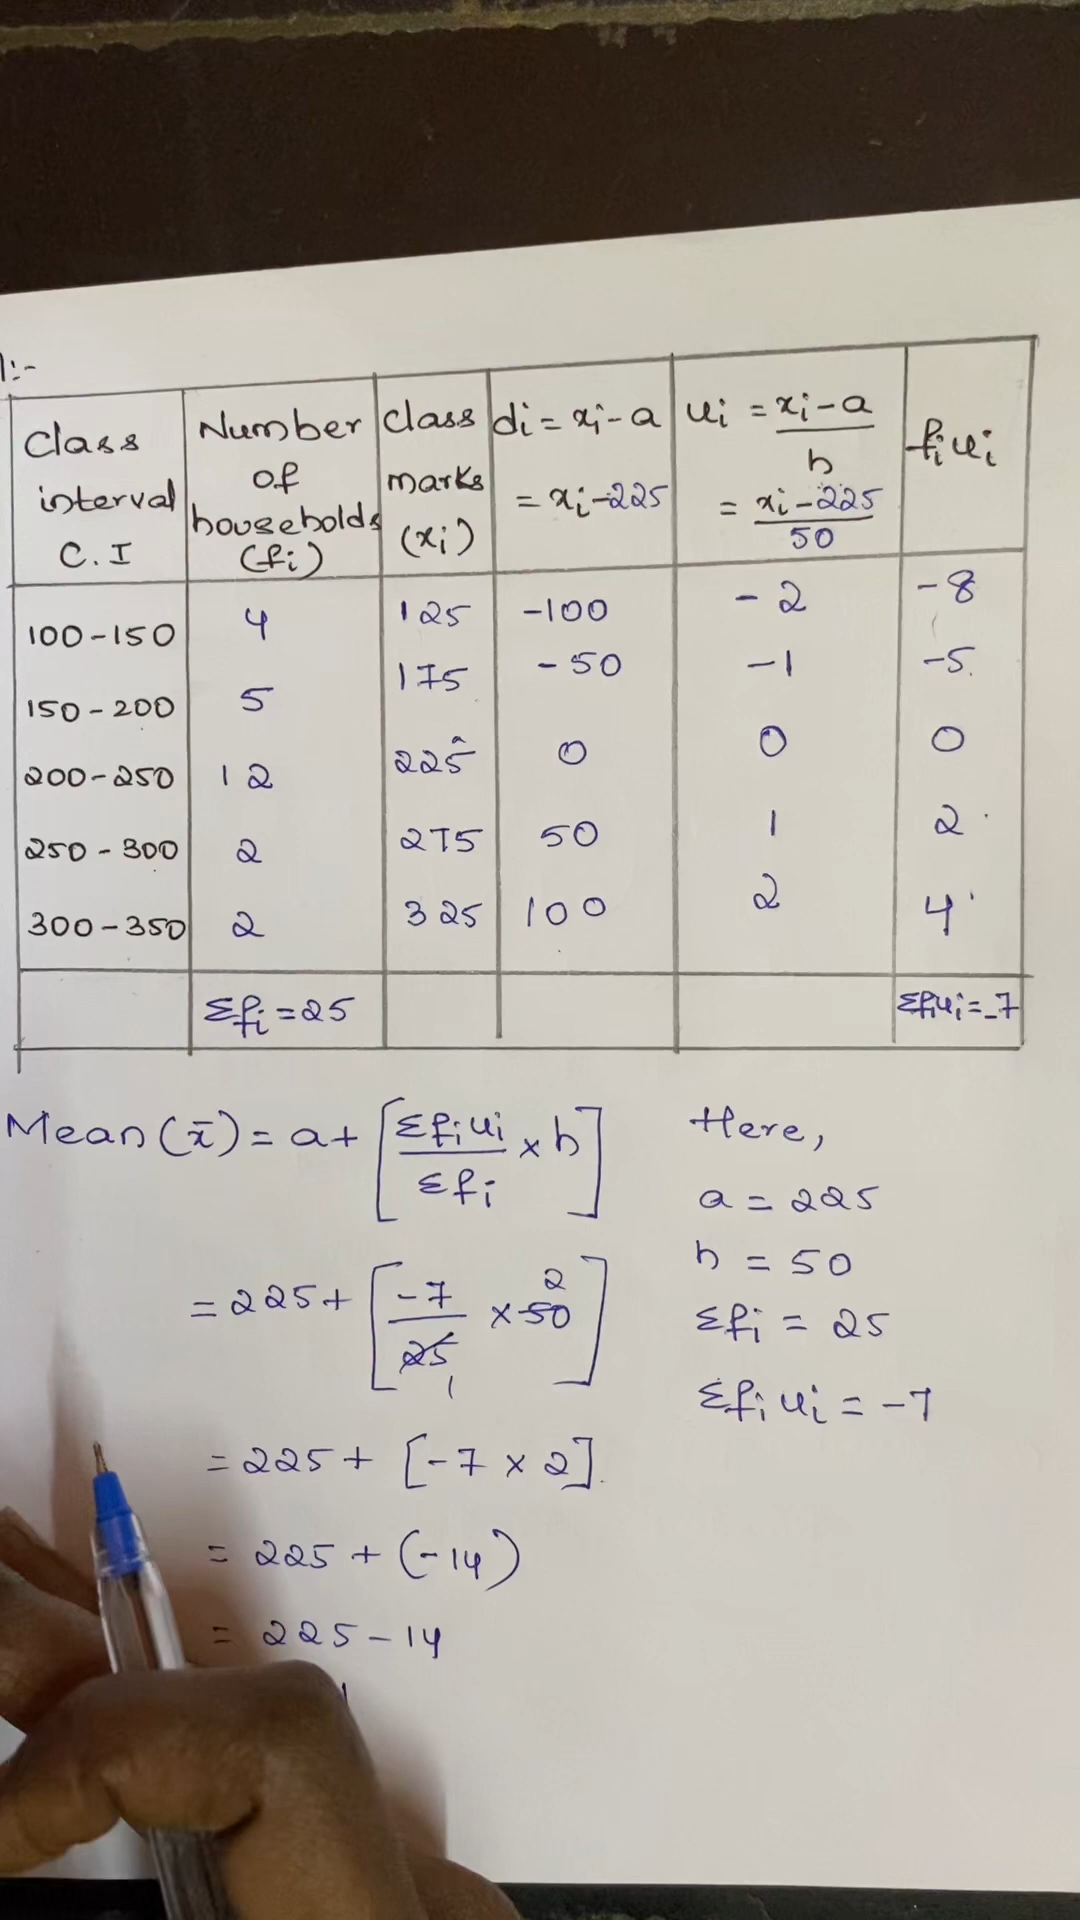 1:-
Class interval C.I | Number of households (fi) | Class marks (xi) | di = xi - a = xi - 225 | ui = xi - a / h = xi - 225 / 50 | fiui
100-150 | 4 | 125 | -100 | -2 | -8
150-200 | 5 | 175 | -50 | -1 | -5
200-250 | 12 | 225 | 0 | 0 | 0
250-300 | 2 | 275 | 50 | 1 | 2
300-350 | 2 | 325 | 100 | 2 | 4
Σfi = 25 | Σfiui = -7
Mean (x̄) = a + [Σfiui / Σfi × h]
= 225 + [-7 / 25 × 50] 2 1
= 225 + [-7 × 2]
= 225 + (-14)
= 225 - 14
Here,
a = 225
h = 50
Σfi = 25
Σfiui = -7